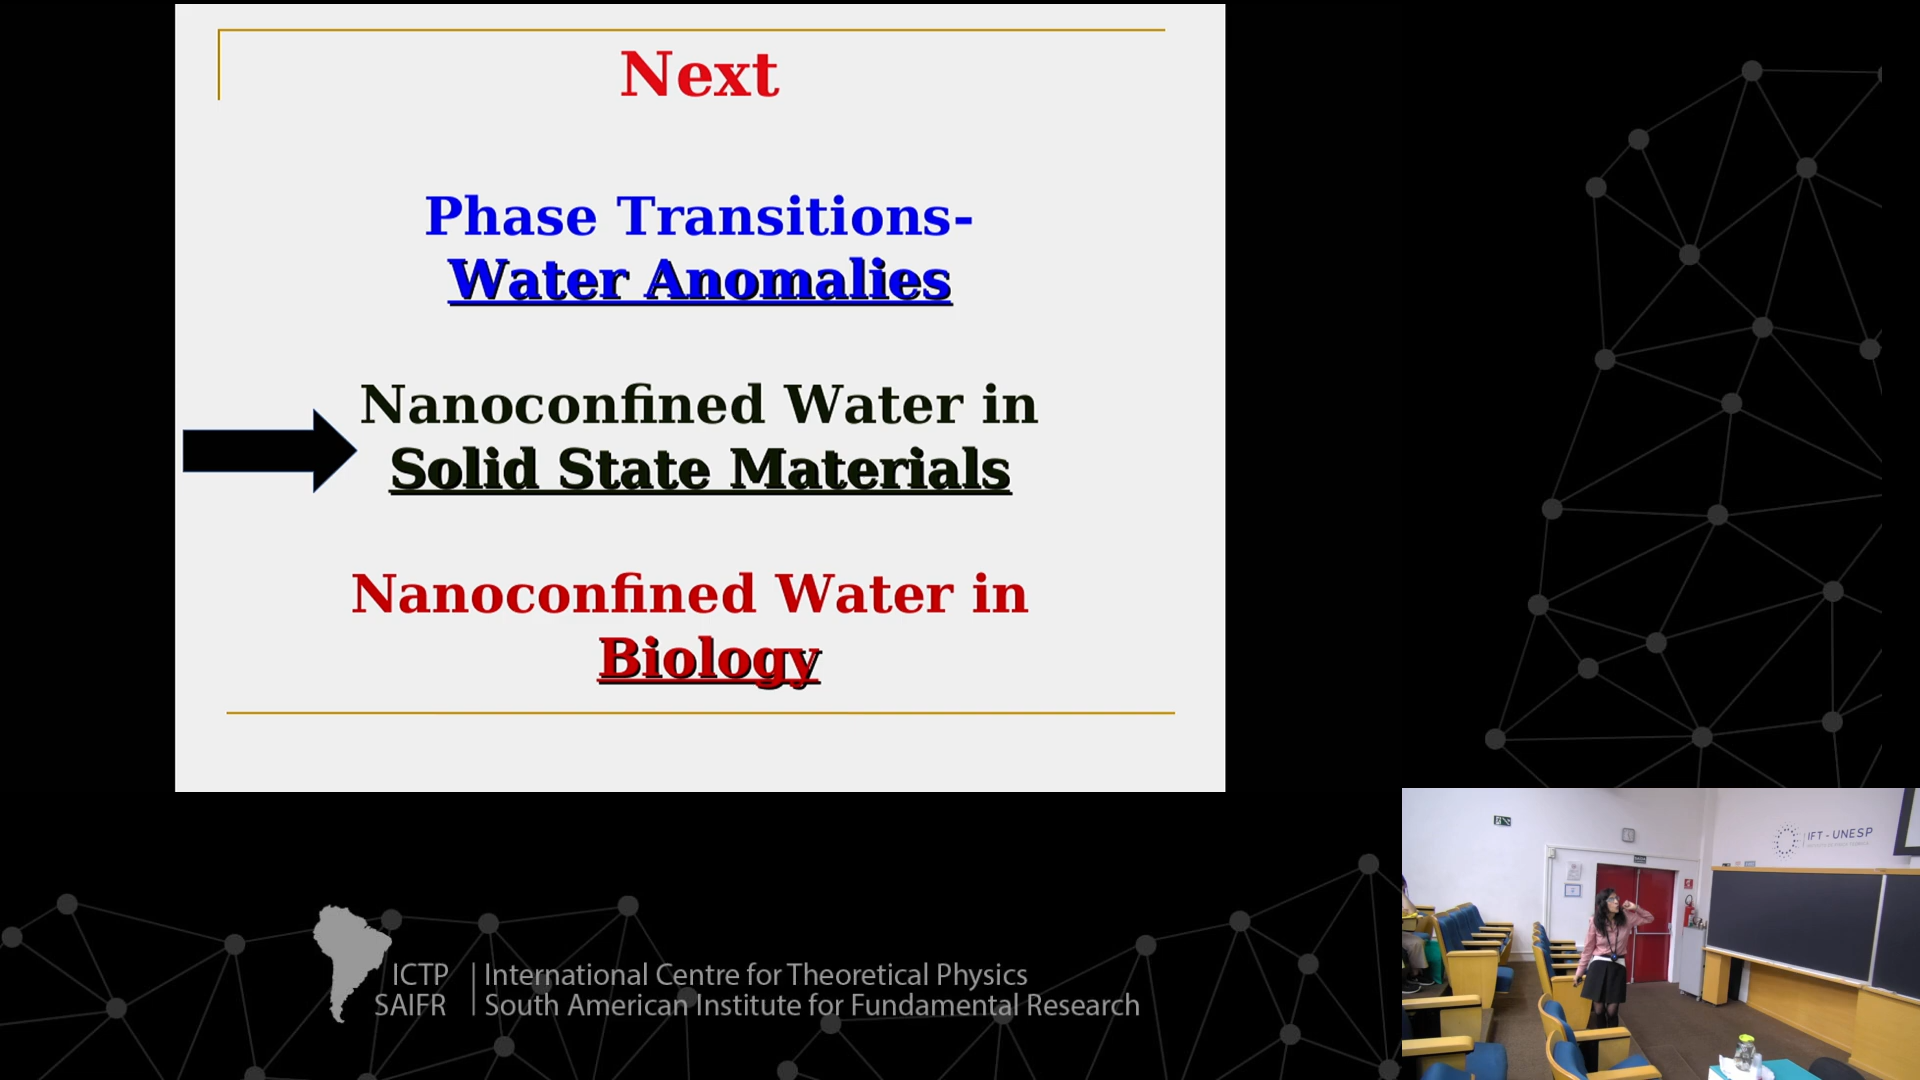 Next
Phase Transitions-
Water Anomalies
Nanoconfined Water in
Solid State Materials
Nanoconfined Water in
Biology
ICTP
SAIFR
International Centre for Theoretical Physics
South American Institute for Fundamental Research
IFT - UNESP